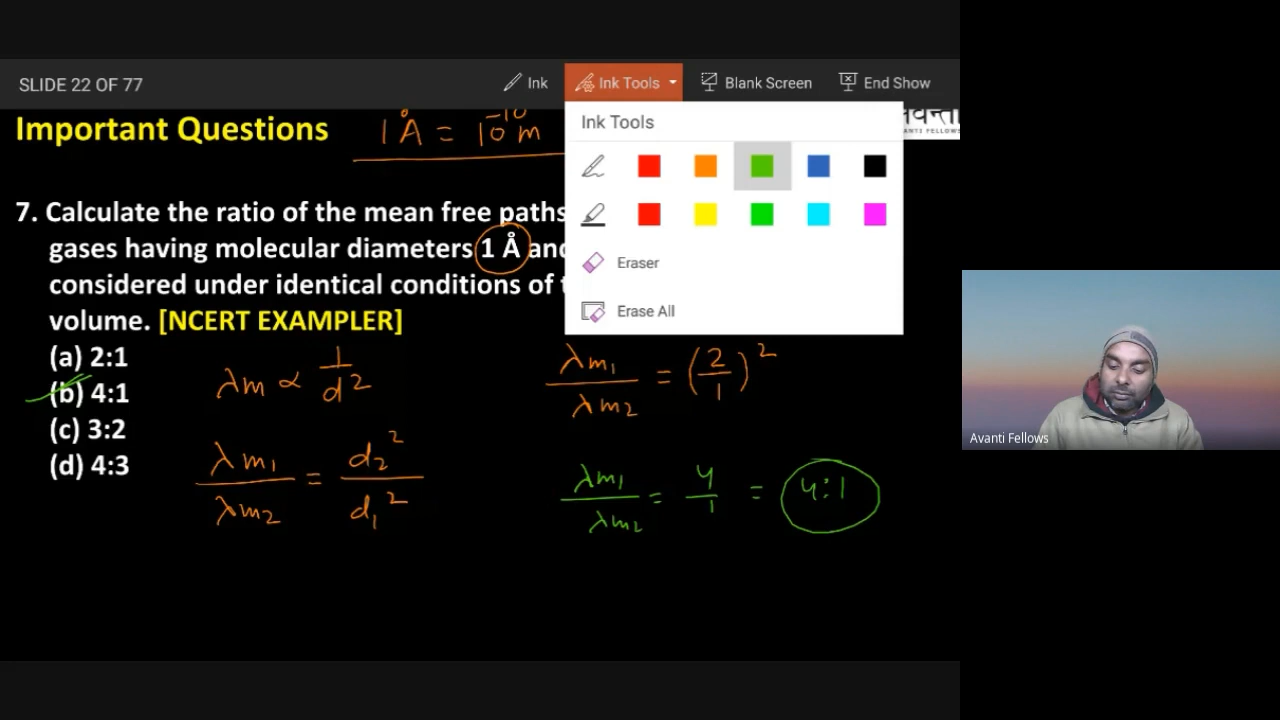 SLIDE 22 OF 77
Ink
Ink Tools
Blank Screen
End Show
Important Questions
1 Å = 10⁻¹⁰ m
ANTI FELLOWS
Ink Tools
Eraser
Erase All
7. Calculate the ratio of the mean free paths
gases having molecular diameters 1 Å and
considered under identical conditions of
volume. [NCERT EXAMPLER]
(a) 2:1
(b) 4:1
(c) 3:2
(d) 4:3
λm ∝ 1/d²
λm₁/λm₂ = d₂²/d₁²
λm₁/λm₂ = (2/1)²
λm₁/λm₂ = 4/1 = 4:1
Avanti Fellows